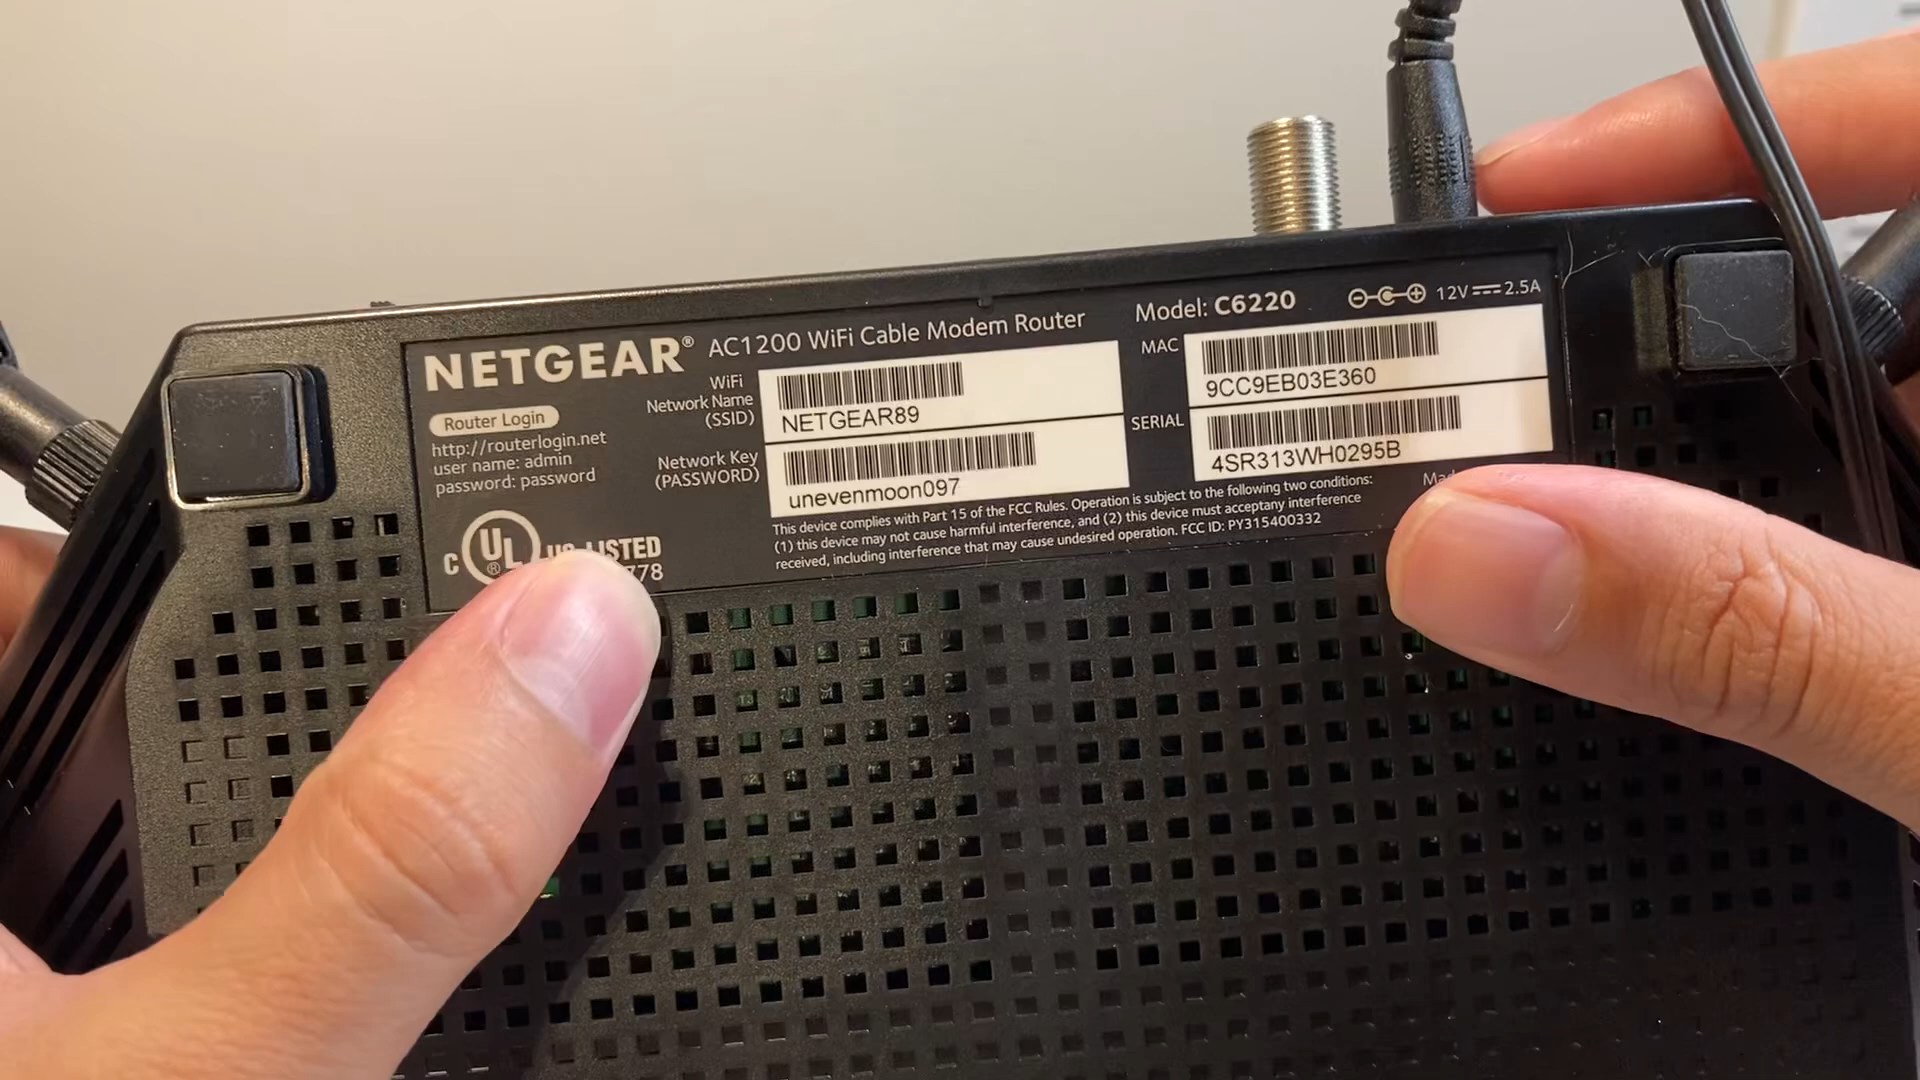 NETGEAR® AC1200 WiFi Cable Modem Router
Model: C6220
12V 2.5A
Router Login
http://routerlogin.net
user name: admin
password: password
WiFi
Network Name
(SSID)
NETGEAR89
Network Key
(PASSWORD)
unevenmoon097
MAC
9CC9EB03E360
SERIAL
4SR313WH0295B
C UL® US LISTED
778
This device complies with Part 15 of the FCC Rules. Operation is subject to the following two conditions:
(1) this device may not cause harmful interference, and (2) this device must acceptany interference
received, including interference that may cause undesired operation. FCC ID: PY315400332